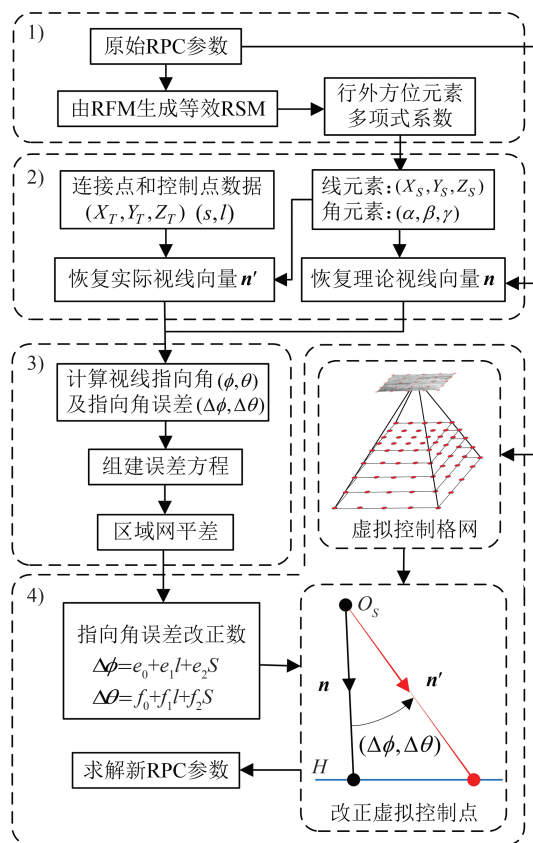 1)
原始RPC参数
由RFM生成等效RSM
行外方位元素
多项式系数
2)
连接点和控制点数据
(X_T,Y_T,Z_T) (s,l)
线元素:(X_S,Y_S,Z_S)
角元素:(α,β,γ)
恢复实际视线向量n′
恢复理论视线向量n
3)
计算视线指向角(ϕ,θ)
及指向角误差(Δϕ,Δθ)
组建误差方程
区域网平差
虚拟控制格网
4)
指向角误差改正数
Δϕ=e₀+e₁l+e₂S
Δθ=f₀+f₁l+f₂S
求解新RPC参数
O_S
n
n′
(Δϕ,Δθ)
H
改正虚拟控制点